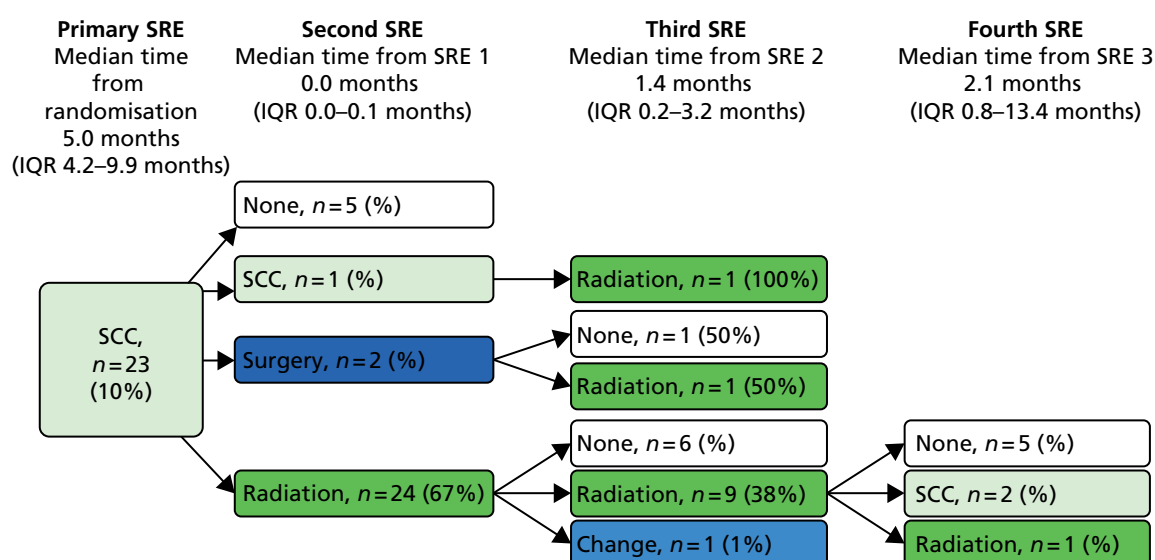 Primary SRE
Median time
from
randomisation
5.0 months
(IQR 4.2–9.9 months)
Second SRE
Median time from SRE 1
0.0 months
(IQR 0.0–0.1 months)
Third SRE
Median time from SRE 2
1.4 months
(IQR 0.2–3.2 months)
Fourth SRE
Median time from SRE 3
2.1 months
(IQR 0.8–13.4 months)
SCC,
n=23
(10%)
None, n=5 (%)
SCC, n=1 (%)
Surgery, n=2 (%)
Radiation, n=24 (67%)
Radiation, n=1 (100%)
None, n=1 (50%)
Radiation, n=1 (50%)
None, n=6 (%)
Radiation, n=9 (38%)
Change, n=1 (1%)
None, n=5 (%)
SCC, n=2 (%)
Radiation, n=1 (%)